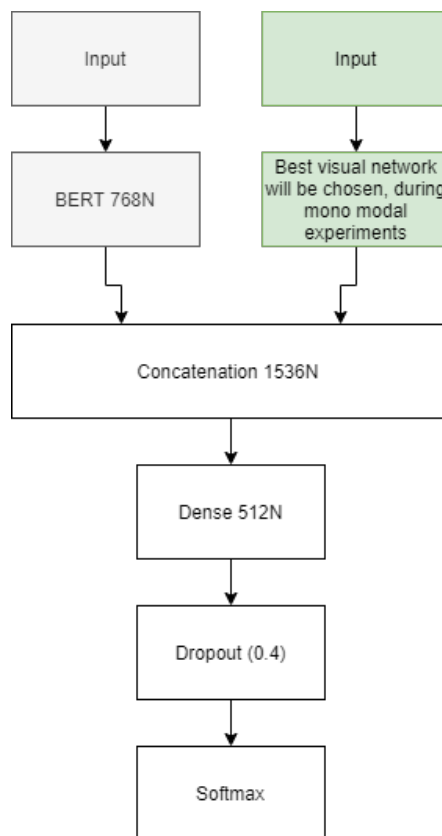 Input
Input
BERT 768N
Best visual network
will be chosen, during
mono modal
experiments
Concatenation 1536N
Dense 512N
Dropout (0.4)
Softmax